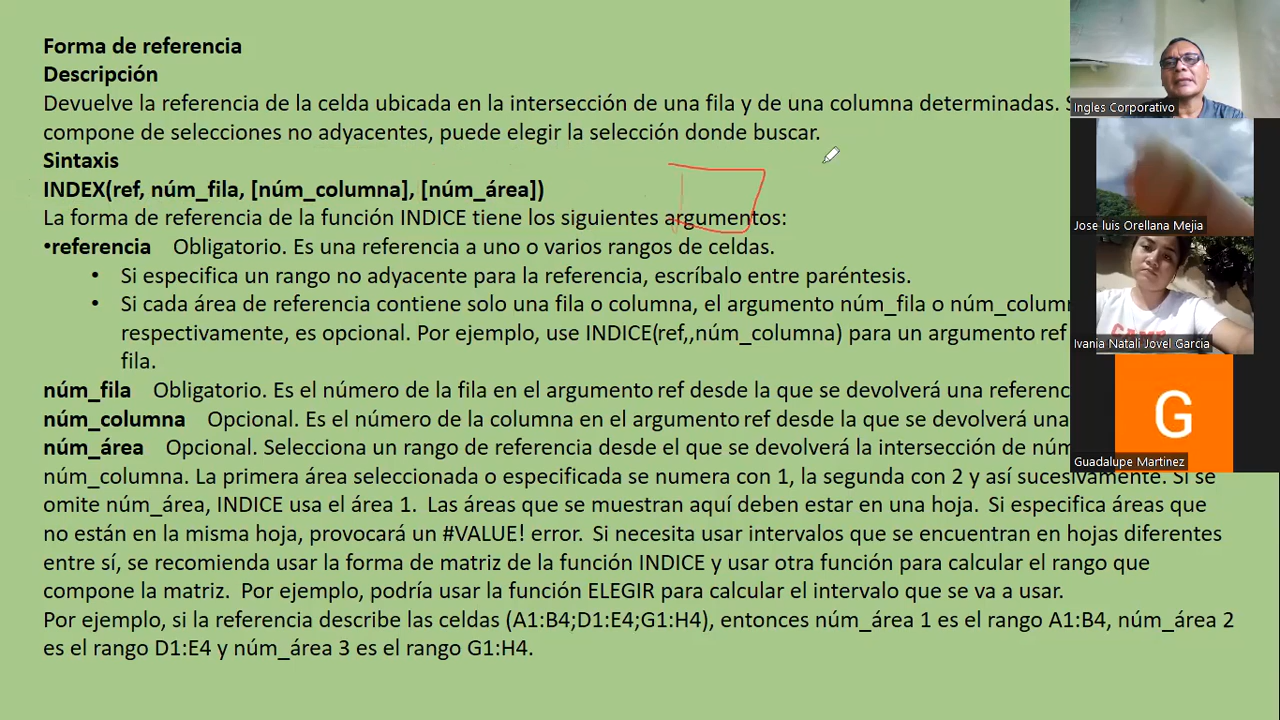 Forma de referencia
Descripción
Devuelve la referencia de la celda ubicada en la intersección de una fila y de una columna determinadas. S
compone de selecciones no adyacentes, puede elegir la selección donde buscar.
Sintaxis
INDEX(ref, núm_fila, [núm_columna], [núm_área])
La forma de referencia de la función INDICE tiene los siguientes argumentos:
•referencia Obligatorio. Es una referencia a uno o varios rangos de celdas.
• Si especifica un rango no adyacente para la referencia, escríbalo entre paréntesis.
• Si cada área de referencia contiene solo una fila o columna, el argumento núm_fila o núm_column
respectivamente, es opcional. Por ejemplo, use INDICE(ref,,núm_columna) para un argumento ref
fila.
núm_fila Obligatorio. Es el número de la fila en el argumento ref desde la que se devolverá una referenc
núm_columna Opcional. Es el número de la columna en el argumento ref desde la que se devolverá una
núm_área Opcional. Selecciona un rango de referencia desde el que se devolverá la intersección de núm
núm_columna. La primera área seleccionada o especificada se numera con 1, la segunda con 2 y así sucesivamente. Si se
omite núm_área, INDICE usa el área 1. Las áreas que se muestran aquí deben estar en una hoja. Si especifica áreas que
no están en la misma hoja, provocará un #VALUE! error. Si necesita usar intervalos que se encuentran en hojas diferentes
entre sí, se recomienda usar la forma de matriz de la función INDICE y usar otra función para calcular el rango que
compone la matriz. Por ejemplo, podría usar la función ELEGIR para calcular el intervalo que se va a usar.
Por ejemplo, si la referencia describe las celdas (A1:B4;D1:E4;G1:H4), entonces núm_área 1 es el rango A1:B4, núm_área 2
es el rango D1:E4 y núm_área 3 es el rango G1:H4.
Ingles Corporativo
Jose luis Orellana Mejia
Ivania Natali Jovel Garcia
G
Guadalupe Martinez